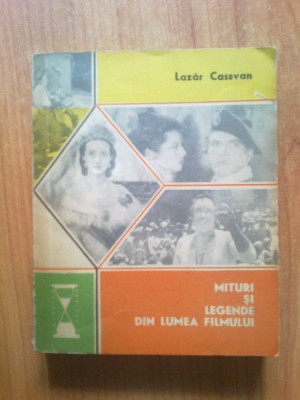 Lazăr Cassvan
MITURI
ȘI
LEGENDE
DIN LUMEA FILMULUI